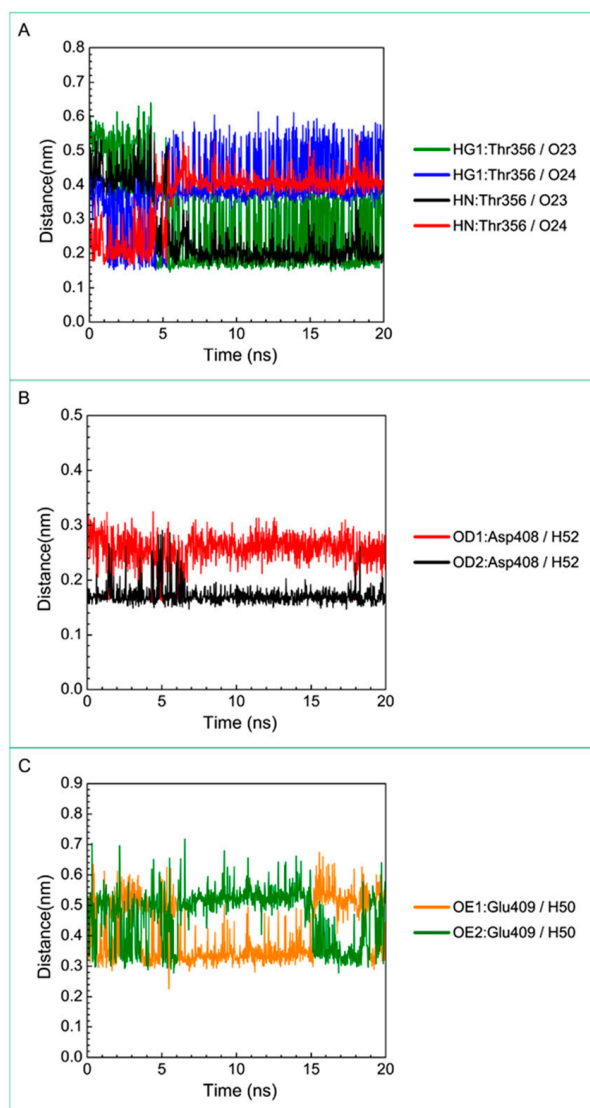 A
0.8
0.7
0.6
0.5
0.4
0.3
0.2
0.1
0.0
Distance(nm)
0 5 10 15 20
Time (ns)
HG1:Thr356 / O23
HG1:Thr356 / O24
HN:Thr356 / O23
HN:Thr356 / O24
B
0.5
0.4
0.3
0.2
0.1
0.0
Distance(nm)
0 5 10 15 20
Time (ns)
OD1:Asp408 / H52
OD2:Asp408 / H52
C
0.9
0.8
0.7
0.6
0.5
0.4
0.3
0.2
0.1
0.0
Distance(nm)
0 5 10 15 20
Time (ns)
OE1:Glu409 / H50
OE2:Glu409 / H50